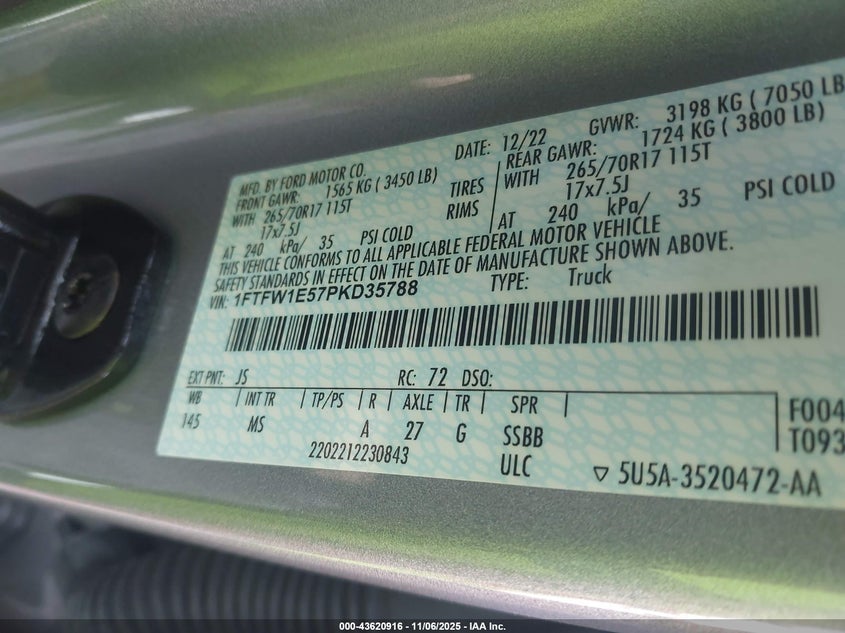 MFD. BY FORD MOTOR CO. DATE: 12/22 GVWR: 3198 KG ( 7050 LB
FRONT GAWR: 1565 KG ( 3450 LB) REAR GAWR: 1724 KG ( 3800 LB)
WITH 265/70R17 115T TIRES WITH 265/70R17 115T
17x7.5J RIMS 17x7.5J
AT 240 kPa/ 35 PSI COLD AT 240 kPa/ 35 PSI COLD
THIS VEHICLE CONFORMS TO ALL APPLICABLE FEDERAL MOTOR VEHICLE
SAFETY STANDARDS IN EFFECT ON THE DATE OF MANUFACTURE SHOWN ABOVE.
VIN: 1FTFW1E57PKD35788 TYPE: Truck
EXT PNT: JS RC: 72 DSO:
WB INT TR TP/PS R AXLE TR SPR
145 MS A 27 G SSBB
F004
T093
2202212230843 ULC
5U5A-3520472-AA
000-43620916 - 11/06/2025 - IAA Inc.